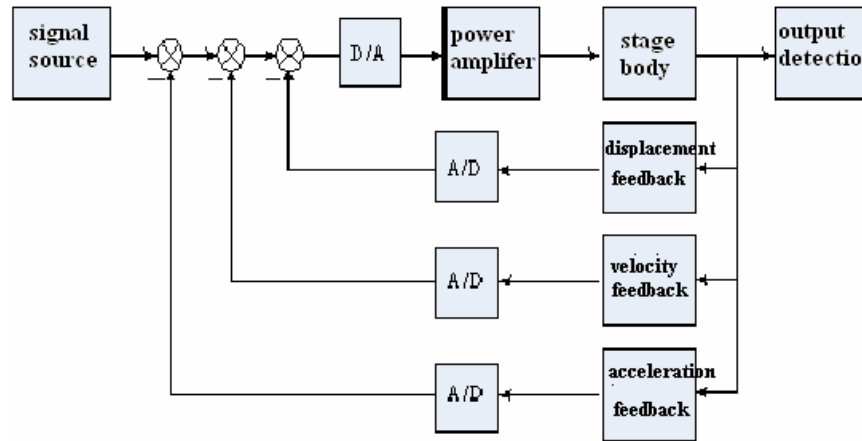 signal
source
D/A
power
amplifer
stage
body
output
detectio
displacement
feedback
A/D
velocity
feedback
A/D
acceleration
feedback
A/D